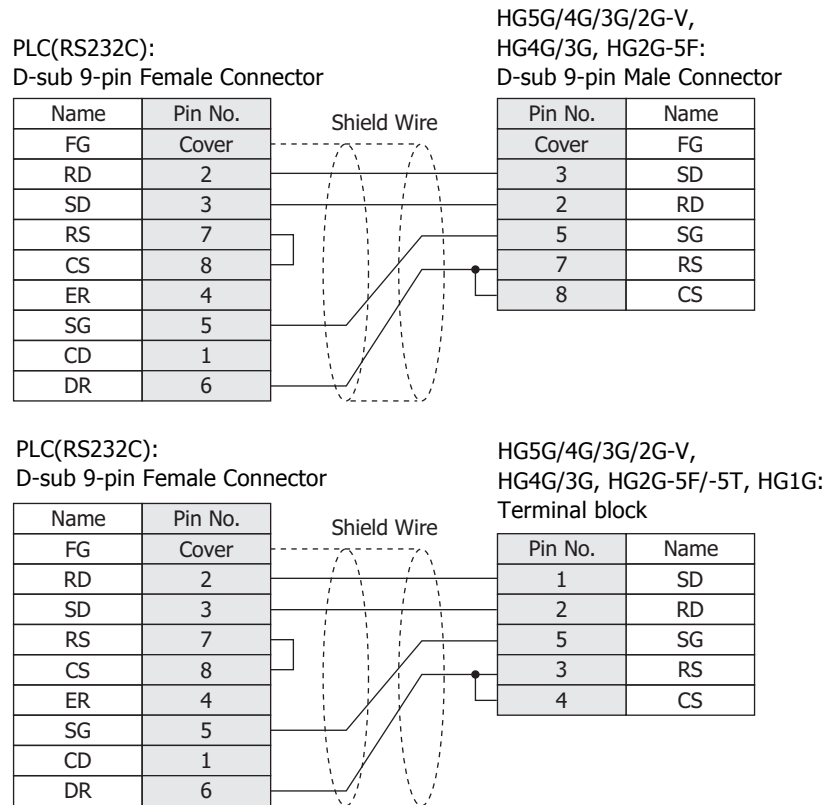 PLC(RS232C):
D-sub 9-pin Female Connector
HG5G/4G/3G/2G-V,
HG4G/3G, HG2G-5F:
D-sub 9-pin Male Connector
Name Pin No.
FG Cover
RD 2
SD 3
RS 7
CS 8
ER 4
SG 5
CD 1
DR 6
Shield Wire
Pin No. Name
Cover FG
3 SD
2 RD
5 SG
7 RS
8 CS
PLC(RS232C):
D-sub 9-pin Female Connector
HG5G/4G/3G/2G-V,
HG4G/3G, HG2G-5F/-5T, HG1G:
Terminal block
Name Pin No.
FG Cover
RD 2
SD 3
RS 7
CS 8
ER 4
SG 5
CD 1
DR 6
Shield Wire
Pin No. Name
1 SD
2 RD
5 SG
3 RS
4 CS